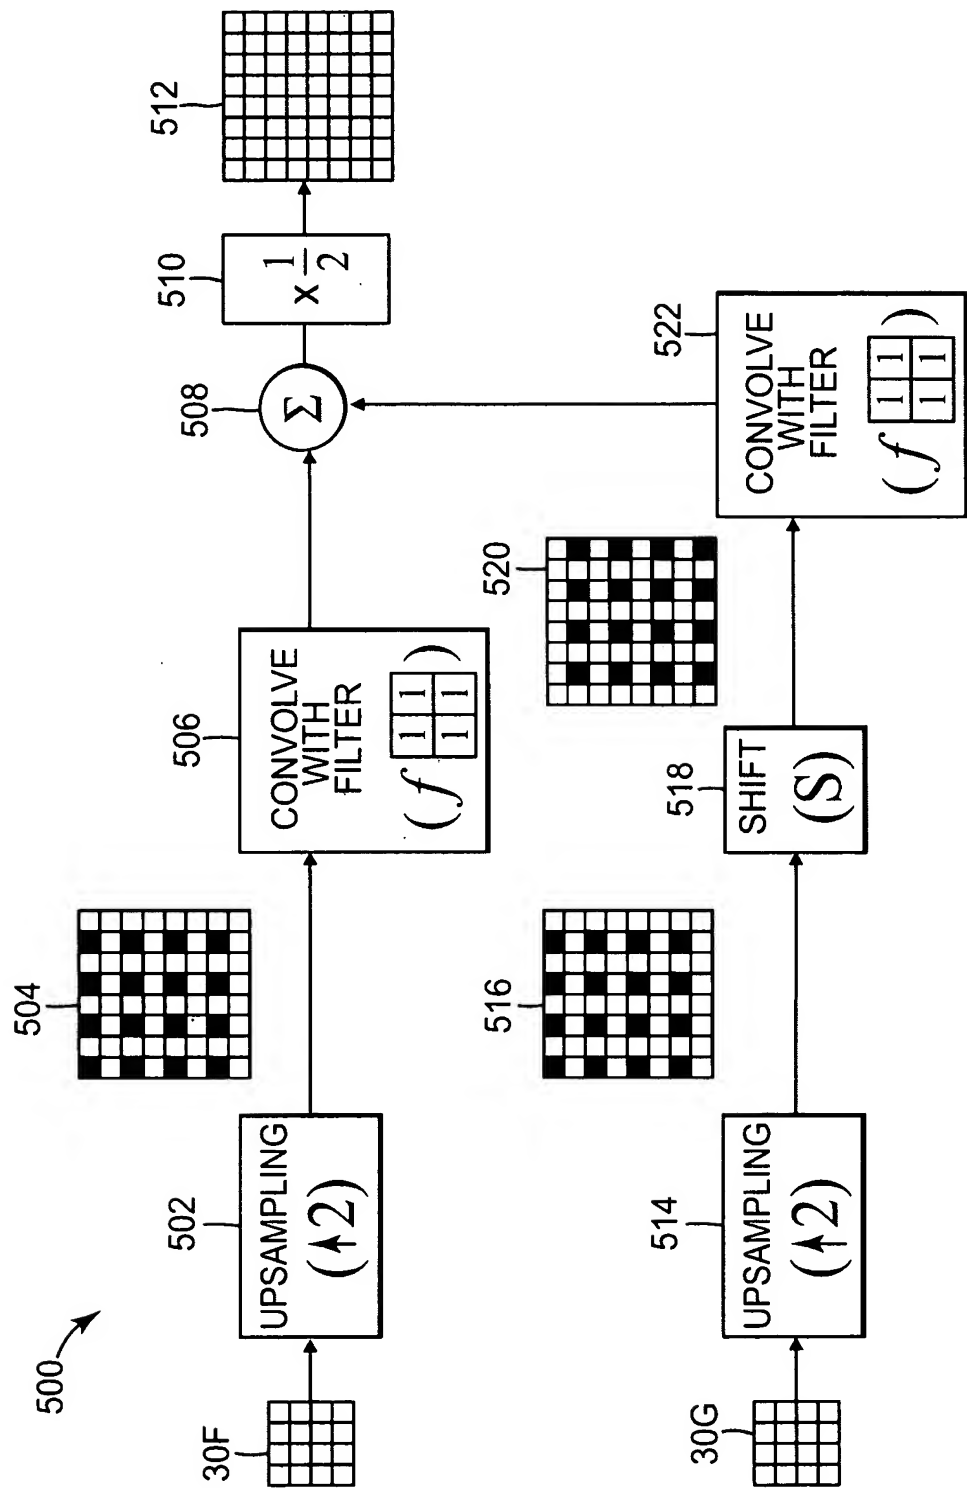 500
30F
502
UPSAMPLING
(↑2)
504
506
CONVOLVE
WITH
FILTER
(f
1 1
1 1
)
508
Σ
510
x 1/2
512
30G
514
UPSAMPLING
(↑2)
516
518
SHIFT
(S)
520
522
CONVOLVE
WITH
FILTER
(f
1 1
1 1
)